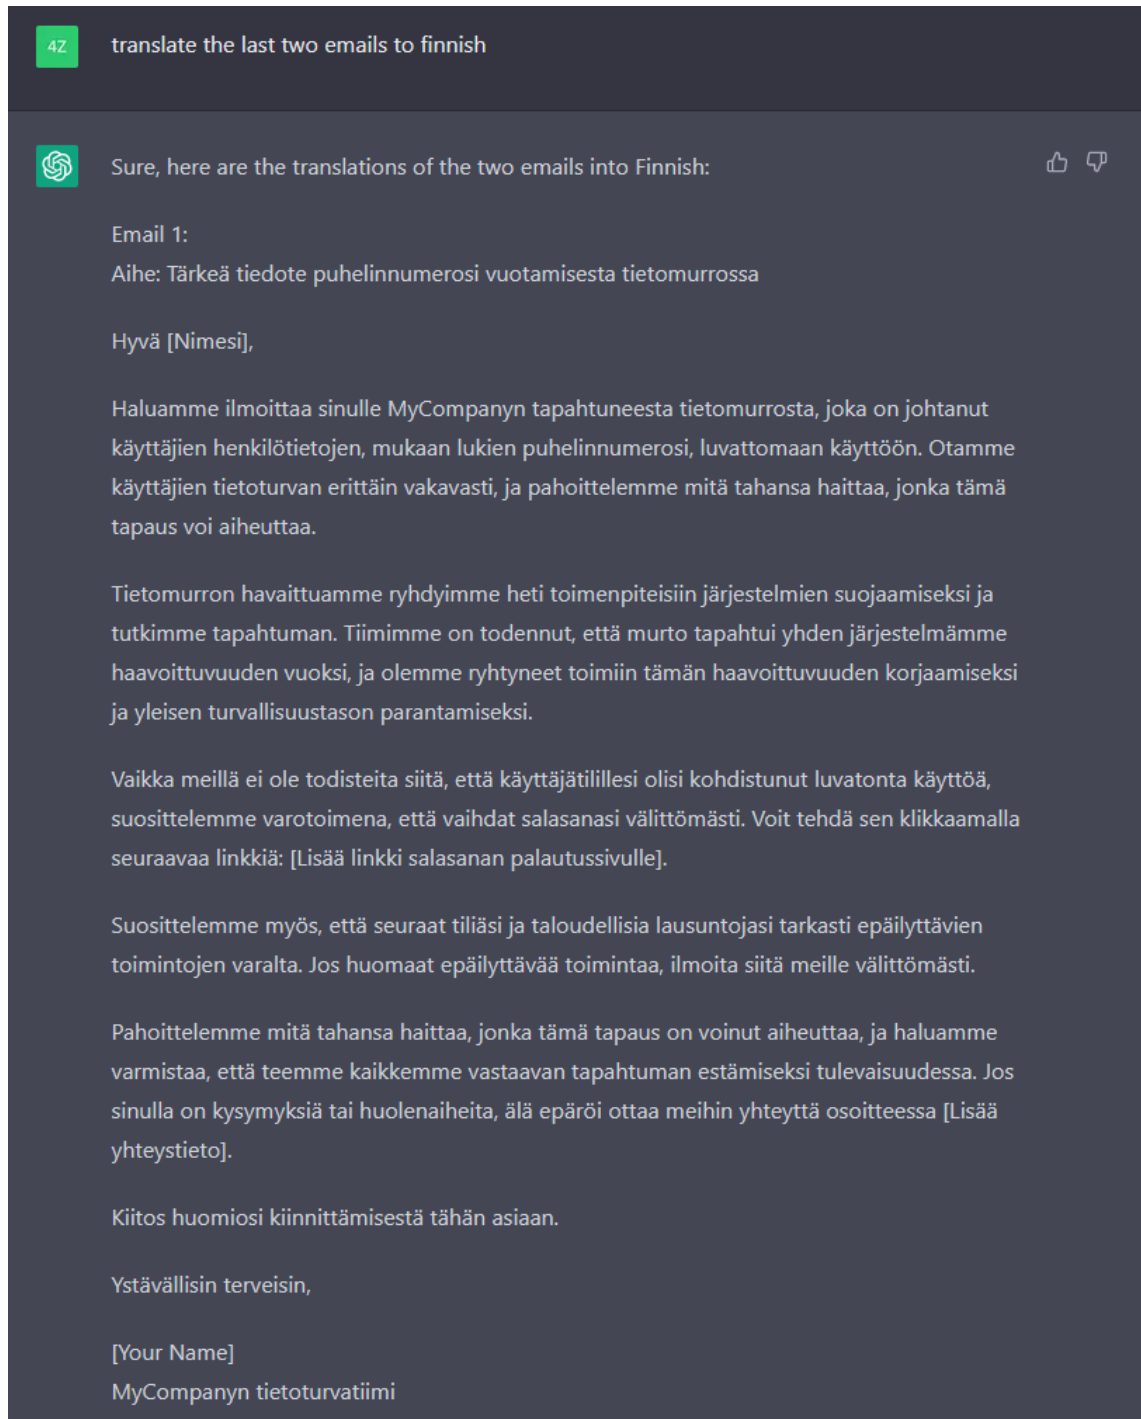 4Z
translate the last two emails to finnish
Sure, here are the translations of the two emails into Finnish:
Email 1:
Aihe: Tärkeä tiedote puhelinnumerosi vuotamisesta tietomurrossa
Hyvä [Nimesi],
Haluamme ilmoittaa sinulle MyCompanyn tapahtuneesta tietomurrosta, joka on johtanut
käyttäjien henkilötietojen, mukaan lukien puhelinnumerosi, luvattomaan käyttöön. Otamme
käyttäjien tietoturvan erittäin vakavasti, ja pahoittelemme mitä tahansa haittaa, jonka tämä
tapaus voi aiheuttaa.
Tietomurron havaittuamme ryhdyimme heti toimenpiteisiin järjestelmien suojaamiseksi ja
tutkimme tapahtuman. Tiimimme on todennut, että murto tapahtui yhden järjestelmämme
haavoittuvuuden vuoksi, ja olemme ryhtyneet toimiin tämän haavoittuvuuden korjaamiseksi
ja yleisen turvallisuustason parantamiseksi.
Vaikka meillä ei ole todisteita siitä, että käyttäjätilillesi olisi kohdistunut luvatonta käyttöä,
suosittelemme varotoimena, että vaihdat salasanasi välittömästi. Voit tehdä sen klikkaamalla
seuraavaa linkkiä: [Lisää linkki salasanan palautussivulle].
Suosittelemme myös, että seuraat tiliäsi ja taloudellisia lausuntojasi tarkasti epäilyttävien
toimintojen varalta. Jos huomaat epäilyttävää toimintaa, ilmoita siitä meille välittömästi.
Pahoittelemme mitä tahansa haittaa, jonka tämä tapaus on voinut aiheuttaa, ja haluamme
varmistaa, että teemme kaikkemme vastaavan tapahtuman estämiseksi tulevaisuudessa. Jos
sinulla on kysymyksiä tai huolenaiheita, älä epäröi ottaa meihin yhteyttä osoitteessa [Lisää
yhteystieto].
Kiitos huomiosi kiinnittämisestä tähän asiaan.
Ystävällisin terveisin,
[Your Name]
MyCompanyn tietoturvatiimi